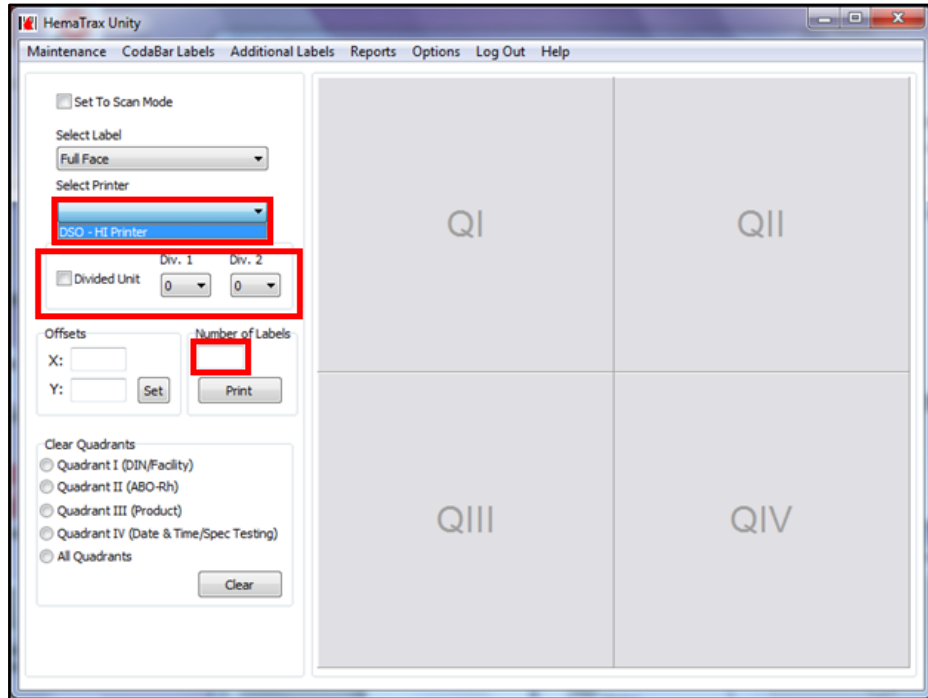 HemaTrax Unity
Maintenance CodaBar Labels Additional Labels Reports Options Log Out Help
Set To Scan Mode
Select Label
Full Face
Select Printer
DSO - HI Printer
Div. 1 Div. 2
Divided Unit 0 0
Offsets Number of Labels
X:
Y: Set Print
Clear Quadrants
Quadrant I (DIN/Facility)
Quadrant II (ABO-Rh)
Quadrant III (Product)
Quadrant IV (Date & Time/Spec Testing)
All Quadrants
Clear
QI QII
QIII QIV